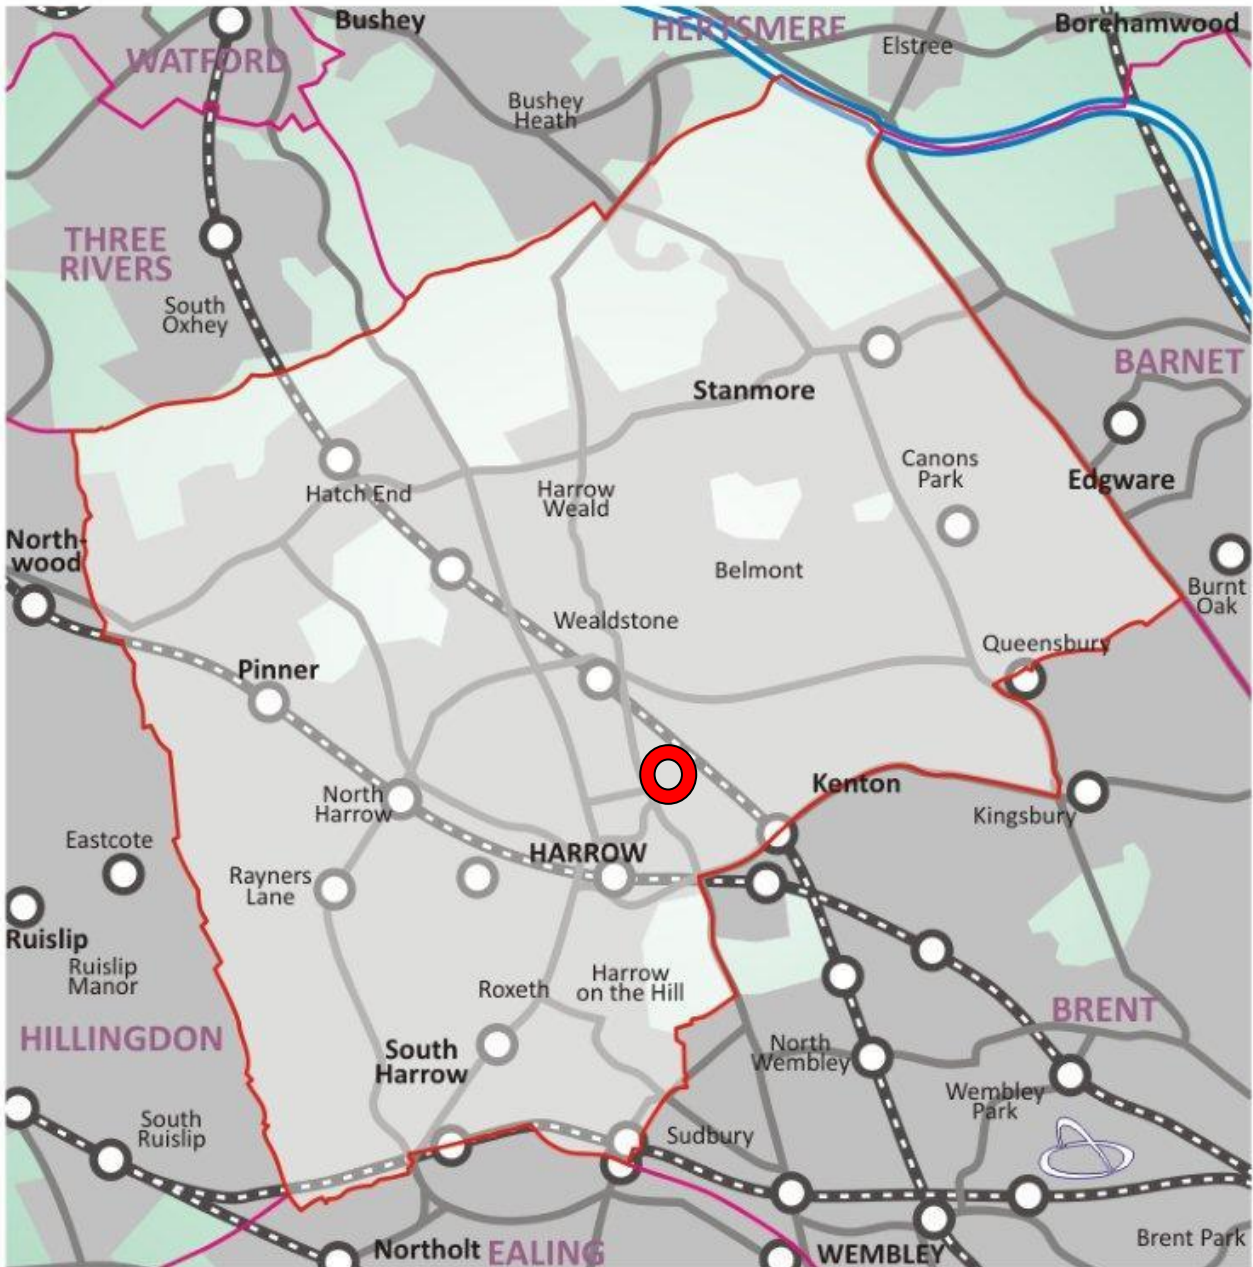 Bushey
HERTSMERE
Borehamwood
Elstree
WATFORD
Bushey
Heath
THREE
RIVERS
South
Oxhey
BARNET
Stanmore
Canons
Park
Edgware
Hatch End
Harrow
Weald
North-
wood
Belmont
Burnt
Oak
Wealdstone
Queensbury
Pinner
Kenton
North
Harrow
Kingsbury
Eastcote
HARROW
Rayners
Lane
Ruislip
Ruislip
Manor
Roxeth
Harrow
on the Hill
BRENT
HILLINGDON
South
Harrow
North
Wembley
Wembley
Park
South
Ruislip
Sudbury
Brent Park
Northolt
EALING
WEMBLEY